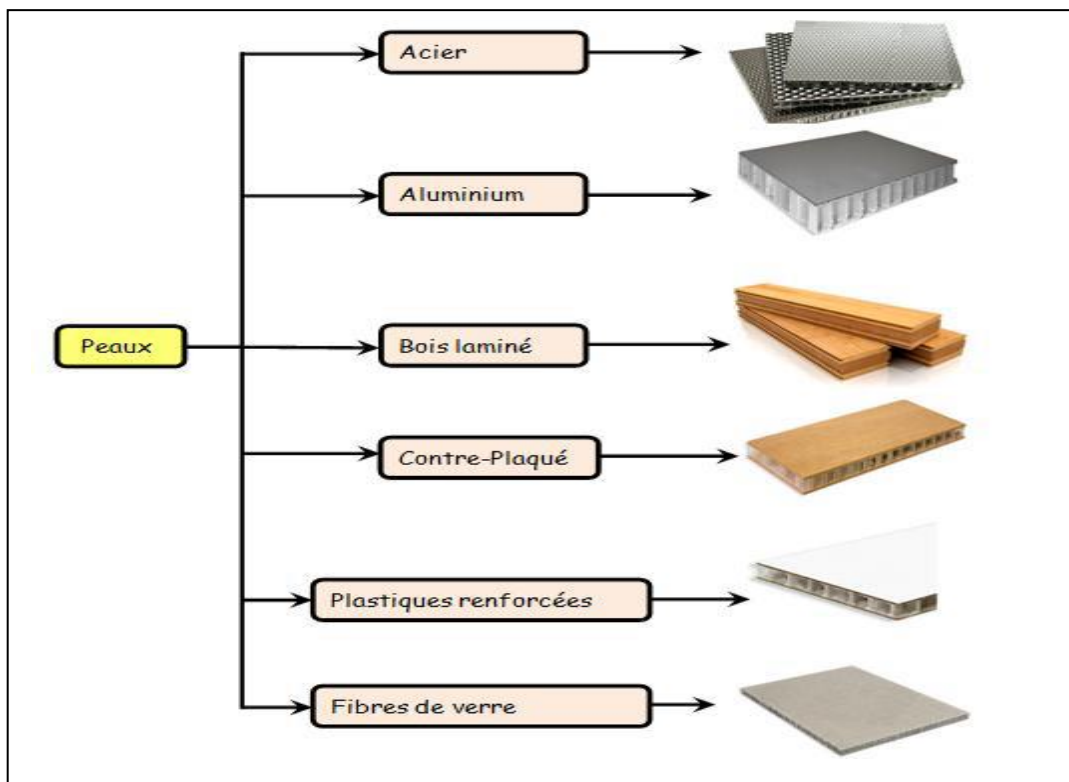 Acier
Aluminium
Peaux
Bois laminé
Contre-Plaqué
Plastiques renforcées
Fibres de verre